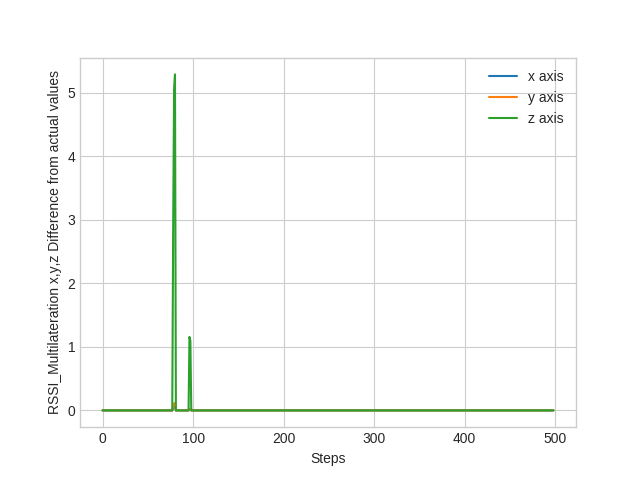 x axis
y axis
z axis
RSSI_Multilateration x,y,z Difference from actual values
5
4
3
2
1
0
0 100 200 300 400 500
Steps